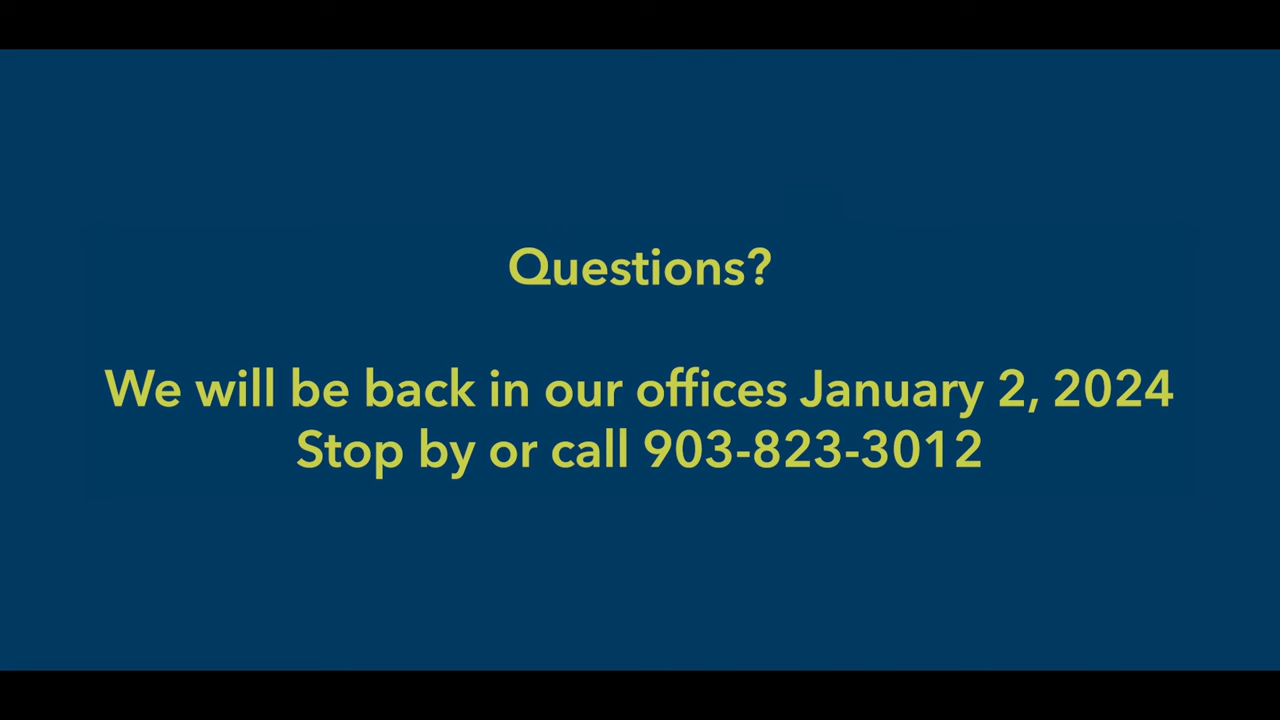 Questions?
We will be back in our offices January 2, 2024
Stop by or call 903-823-3012